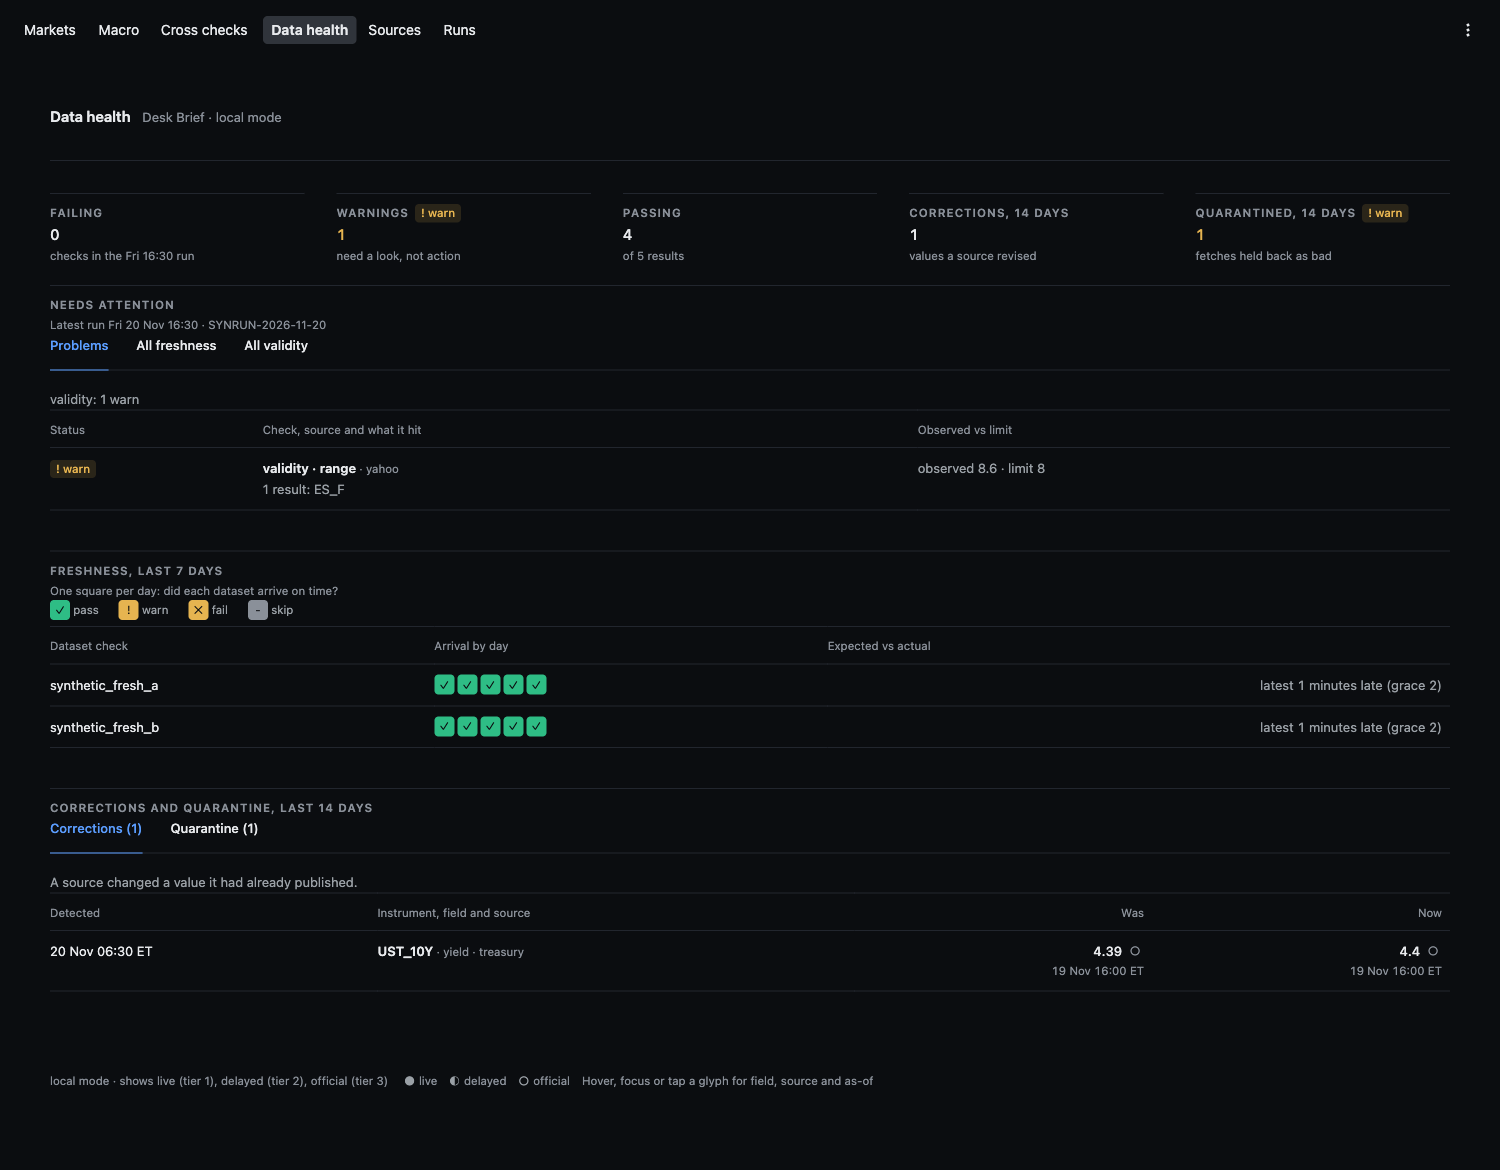 Markets Macro Cross checks Data health Sources Runs
Data health Desk Brief · local mode
FAILING
0
checks in the Fri 16:30 run
WARNINGS ! warn
1
need a look, not action
PASSING
4
of 5 results
CORRECTIONS, 14 DAYS
1
values a source revised
QUARANTINED, 14 DAYS ! warn
1
fetches held back as bad
NEEDS ATTENTION
Latest run Fri 20 Nov 16:30 · SYNRUN-2026-11-20
Problems All freshness All validity
validity: 1 warn
Status Check, source and what it hit Observed vs limit
! warn validity · range · yahoo observed 8.6 · limit 8
1 result: ES_F
FRESHNESS, LAST 7 DAYS
One square per day: did each dataset arrive on time?
✓ pass ! warn ✕ fail - skip
Dataset check Arrival by day Expected vs actual
synthetic_fresh_a ✓ ✓ ✓ ✓ ✓ latest 1 minutes late (grace 2)
synthetic_fresh_b ✓ ✓ ✓ ✓ ✓ latest 1 minutes late (grace 2)
CORRECTIONS AND QUARANTINE, LAST 14 DAYS
Corrections (1) Quarantine (1)
A source changed a value it had already published.
Detected Instrument, field and source Was Now
20 Nov 06:30 ET UST_10Y · yield · treasury 4.39 4.4
19 Nov 16:00 ET 19 Nov 16:00 ET
local mode · shows live (tier 1), delayed (tier 2), official (tier 3) live delayed official Hover, focus or tap a glyph for field, source and as-of